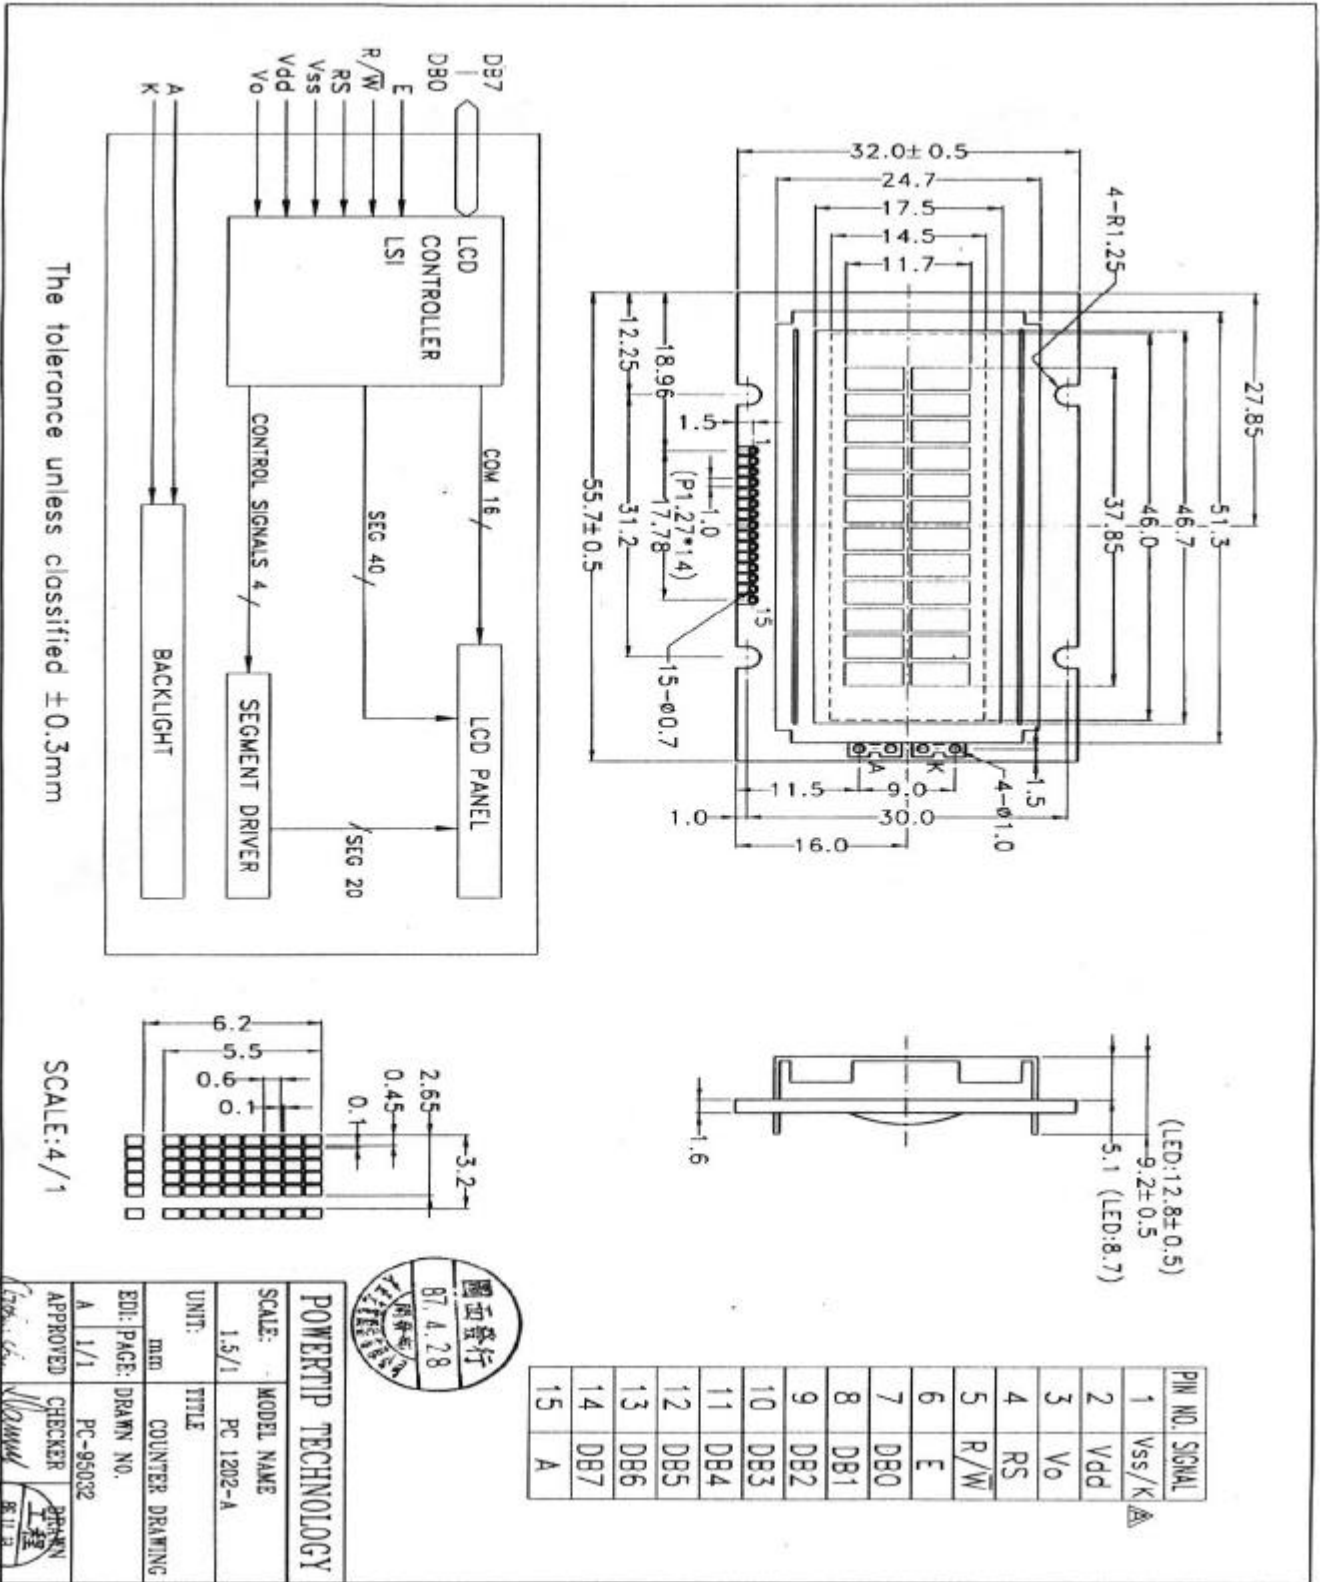 4-R1.25
27.85
51.3
46.7
46.0
37.85
32.0±0.5
24.7
17.5
14.5
11.7
12.25
18.96
1.5
1
1.0
17.78
(P1.27*14)
31.2
55.7±0.5
15
15-ø0.7
A
K
11.5
9.0
1.5
4-ø1.0
1.0
30.0
16.0
(LED:12.8±0.5)
9.2±0.5
5.1 (LED:8.7)
1.6
PIN NO. SIGNAL
1 Vss/K A
2 Vdd
3 Vo
4 RS
5 R/W̅
6 E
7 DB0
8 DB1
9 DB2
10 DB3
11 DB4
12 DB5
13 DB6
14 DB7
15 A
DB7
DB0
E
R/W̅
RS
Vss
Vdd
Vo
A
K
LCD
CONTROLLER
LSI
COM 16
SEG 40
CONTROL SIGNALS 4
LCD PANEL
SEGMENT DRIVER
SEG 20
BACKLIGHT
The tolerance unless classified ±0.3mm
6.2
5.5
0.6
0.1
2.65
0.45
0.1
3.2
SCALE:4/1
圖面發行
87.4.28
POWERTIP TECHNOLOGY
SCALE: MODEL NAME
1.5/1 PC 1202-A
UNIT: TITLE
mm COUNTER DRAWING
EDI: PAGE: DRAWN NO.
A 1/1 PC-95032
APPROVED CHECKER DRAWN
工程